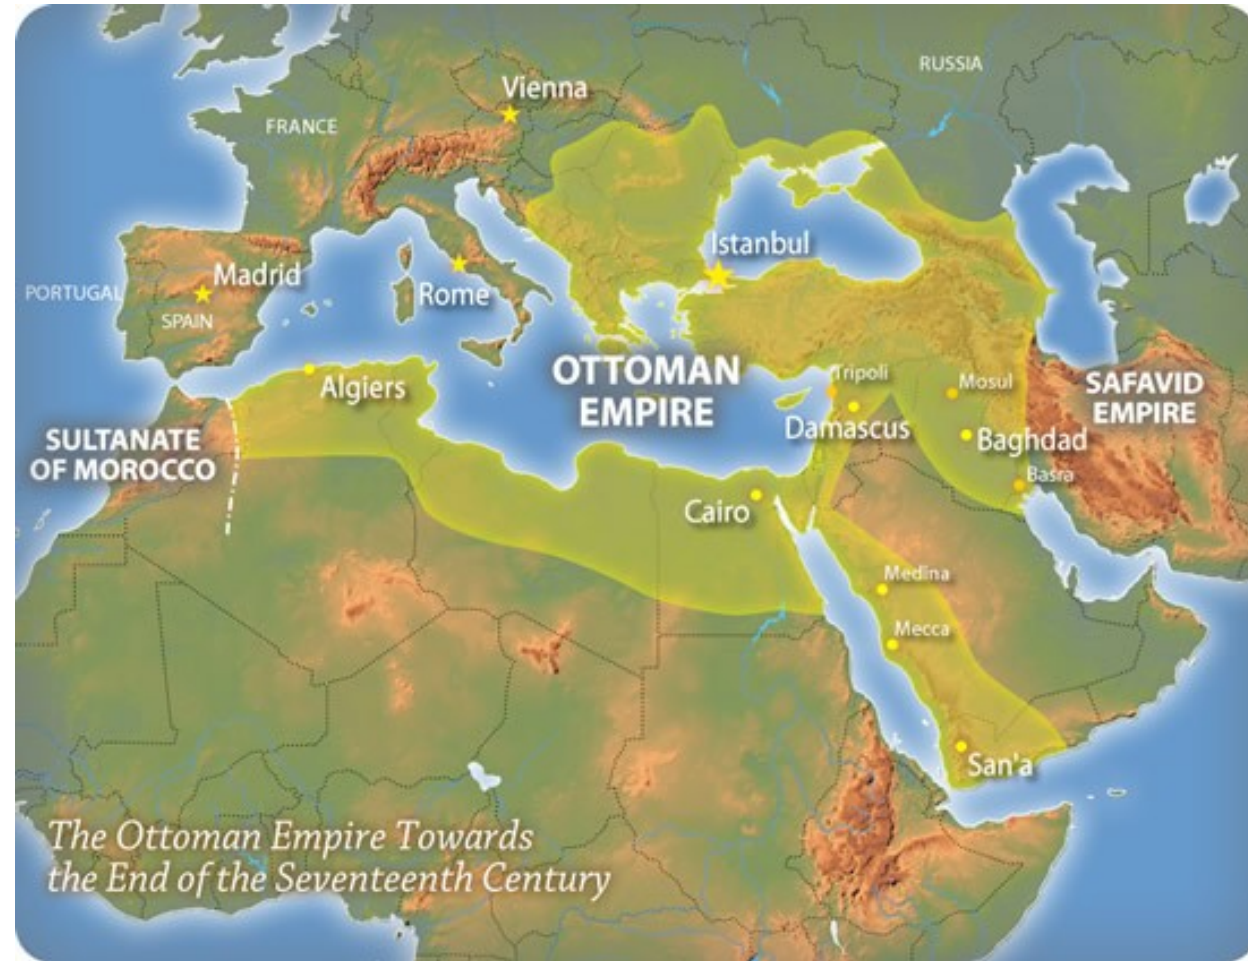 RUSSIA
Vienna
FRANCE
Istanbul
Madrid
PORTUGAL
Rome
SPAIN
OTTOMAN
EMPIRE
Tripoli
Mosul
SAFAVID
EMPIRE
Algiers
Damascus
Baghdad
SULTANATE
OF MOROCCO
Basra
Cairo
Medina
Mecca
San'a
The Ottoman Empire Towards
the End of the Seventeenth Century